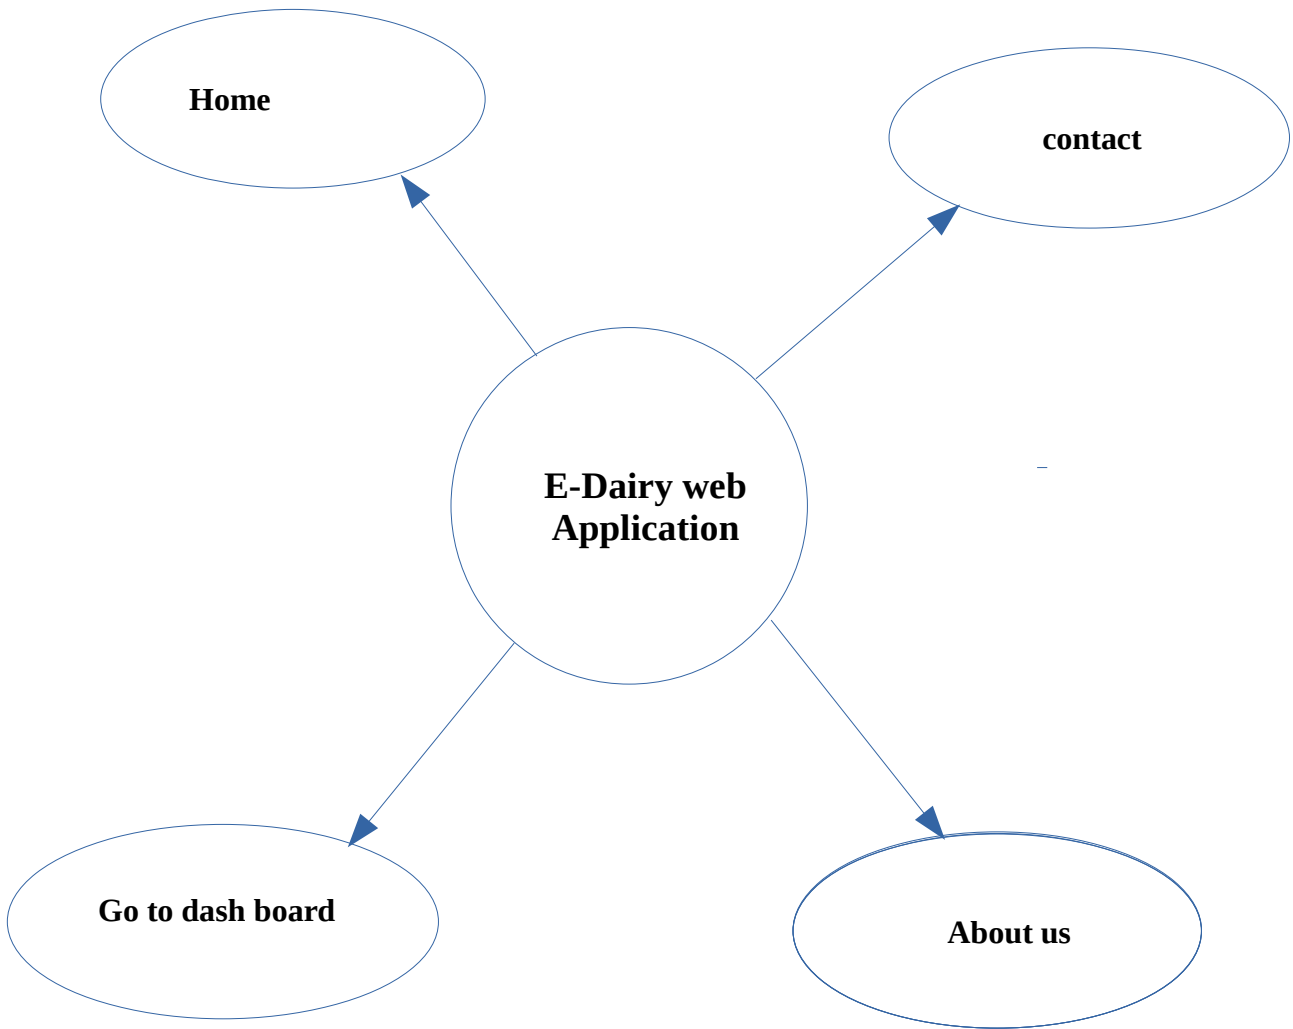 Home
contact
E-Dairy web
Application
Go to dash board
About us